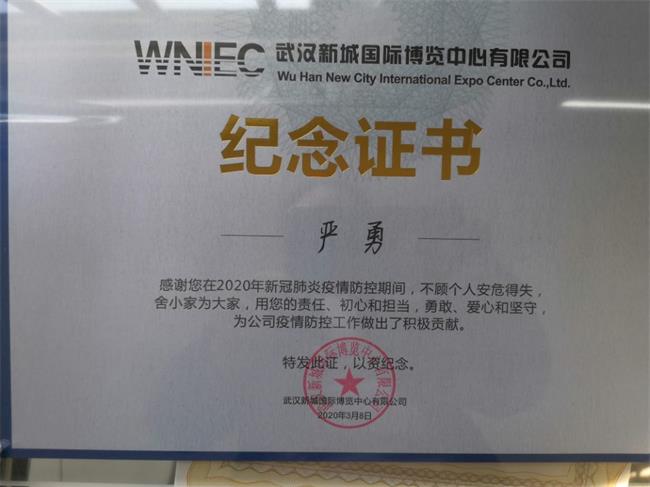 WNIEC 武汉新城国际博览中心有限公司
Wu Han New City International Expo Center Co.,Ltd.
纪念证书
严勇
感谢您在2020年新冠肺炎疫情防控期间，不顾个人安危得失，
舍小家为大家，用您的责任、初心和担当，勇敢、爱心和坚守，
为公司疫情防控工作做出了积极贡献。
特发此证，以资纪念。
武汉新城国际博览中心有限公司
2020年3月8日